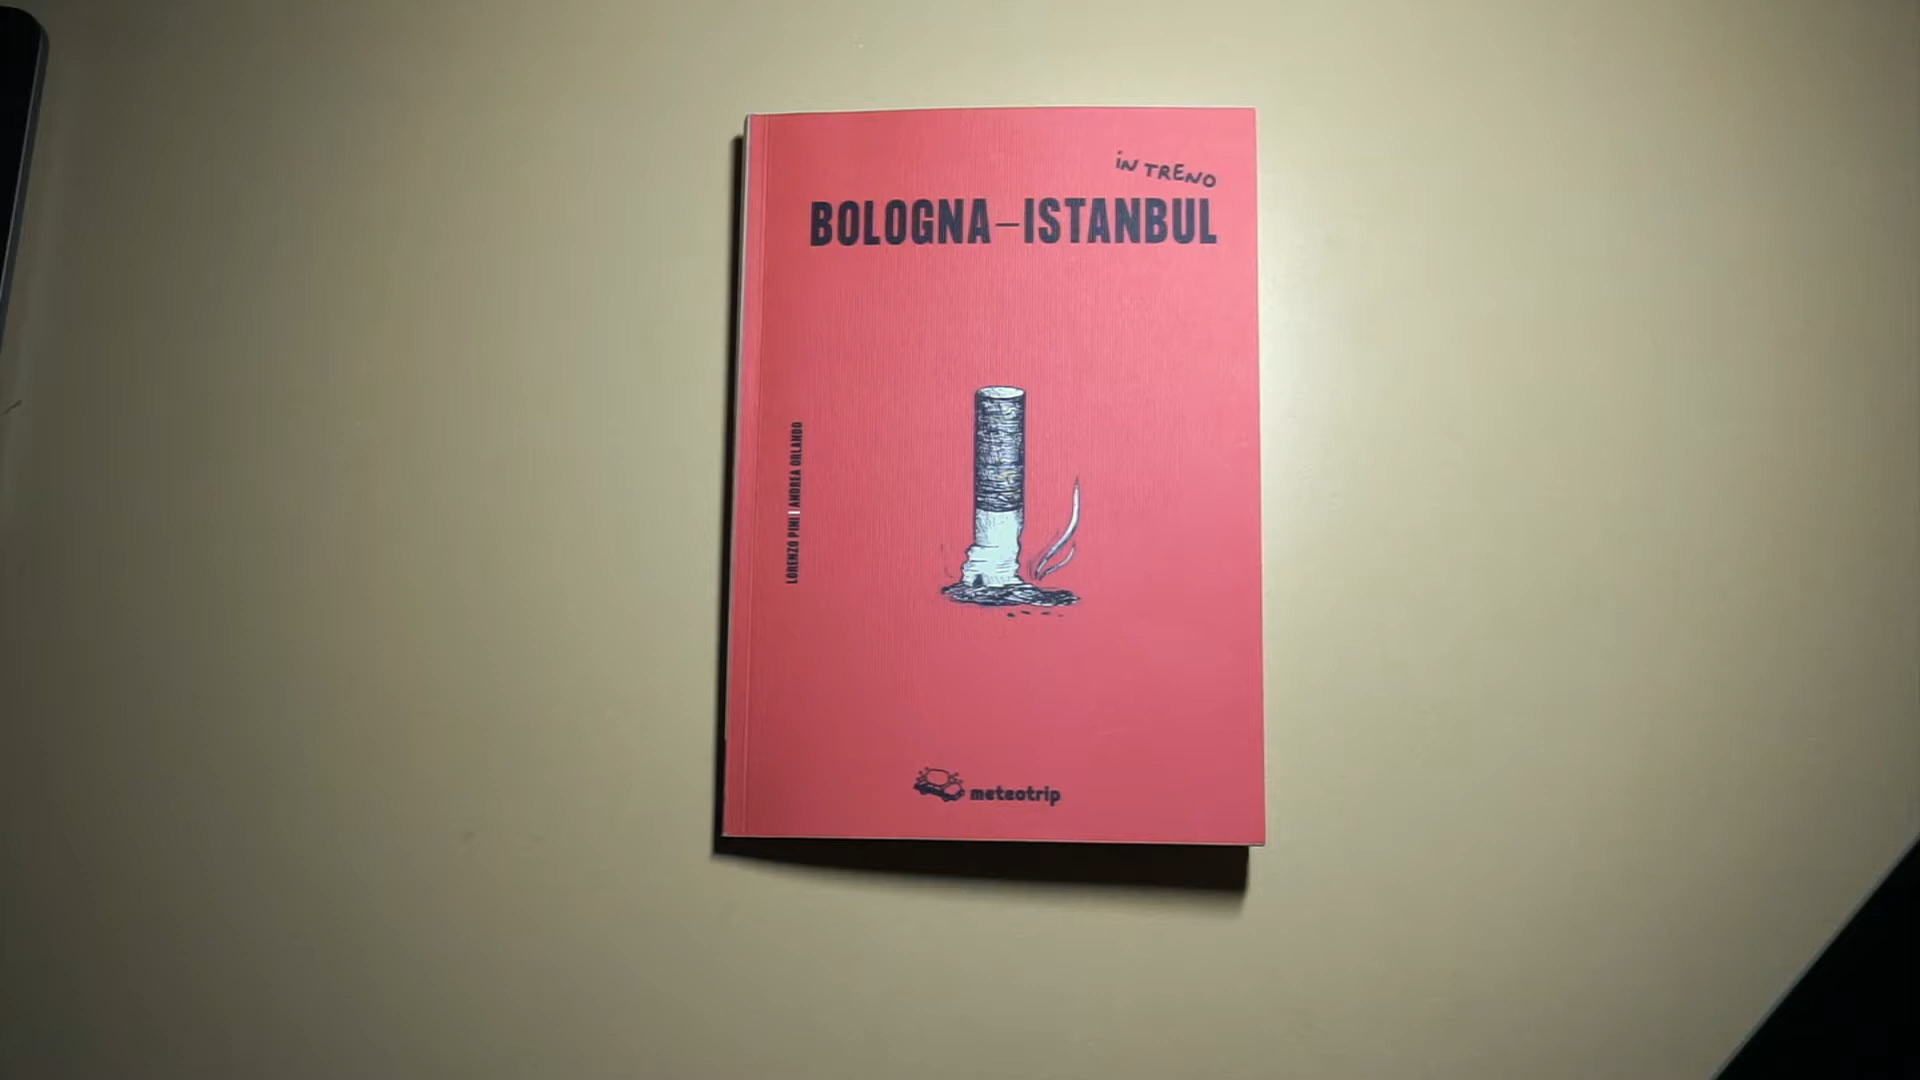 in TRENO
BOLOGNA–ISTANBUL
LORENZO PINI | ANDREA ORLANDO
meteotrip